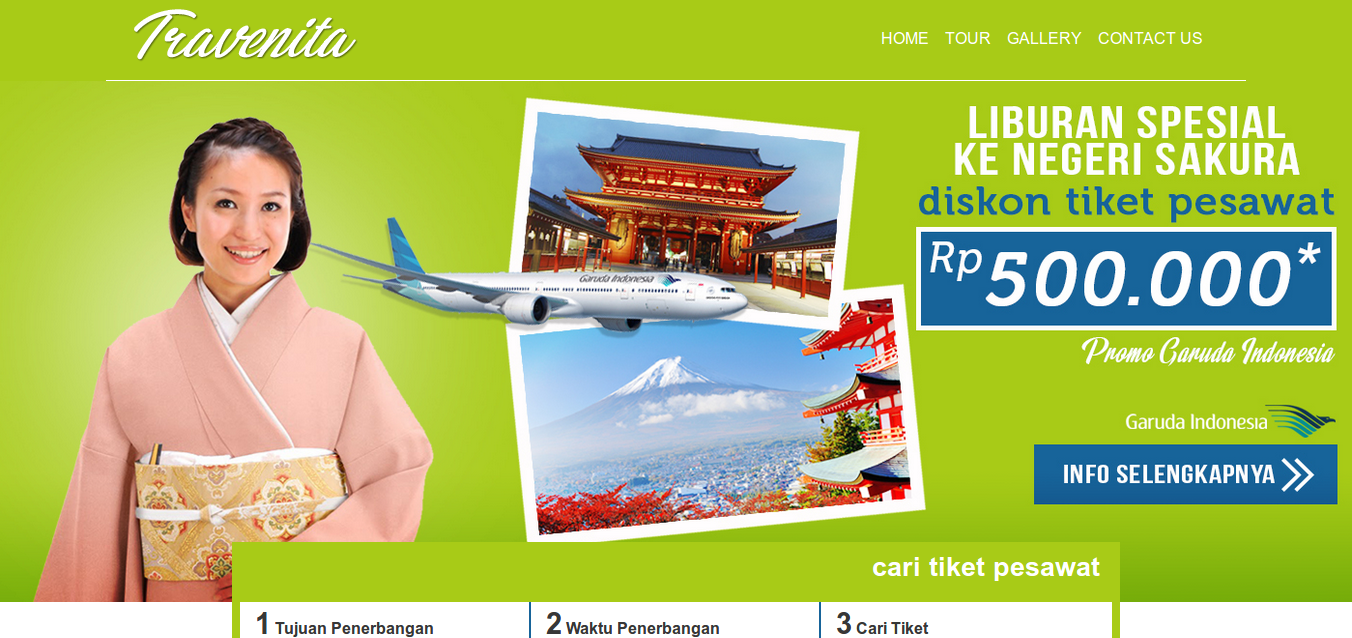 Travenita
HOME TOUR GALLERY CONTACT US
LIBURAN SPESIAL
KE NEGERI SAKURA
diskon tiket pesawat
Rp 500.000*
Promo Garuda Indonesia
Garuda Indonesia
Garuda Indonesia
INFO SELENGKAPNYA
cari tiket pesawat
1 Tujuan Penerbangan
2 Waktu Penerbangan
3 Cari Tiket